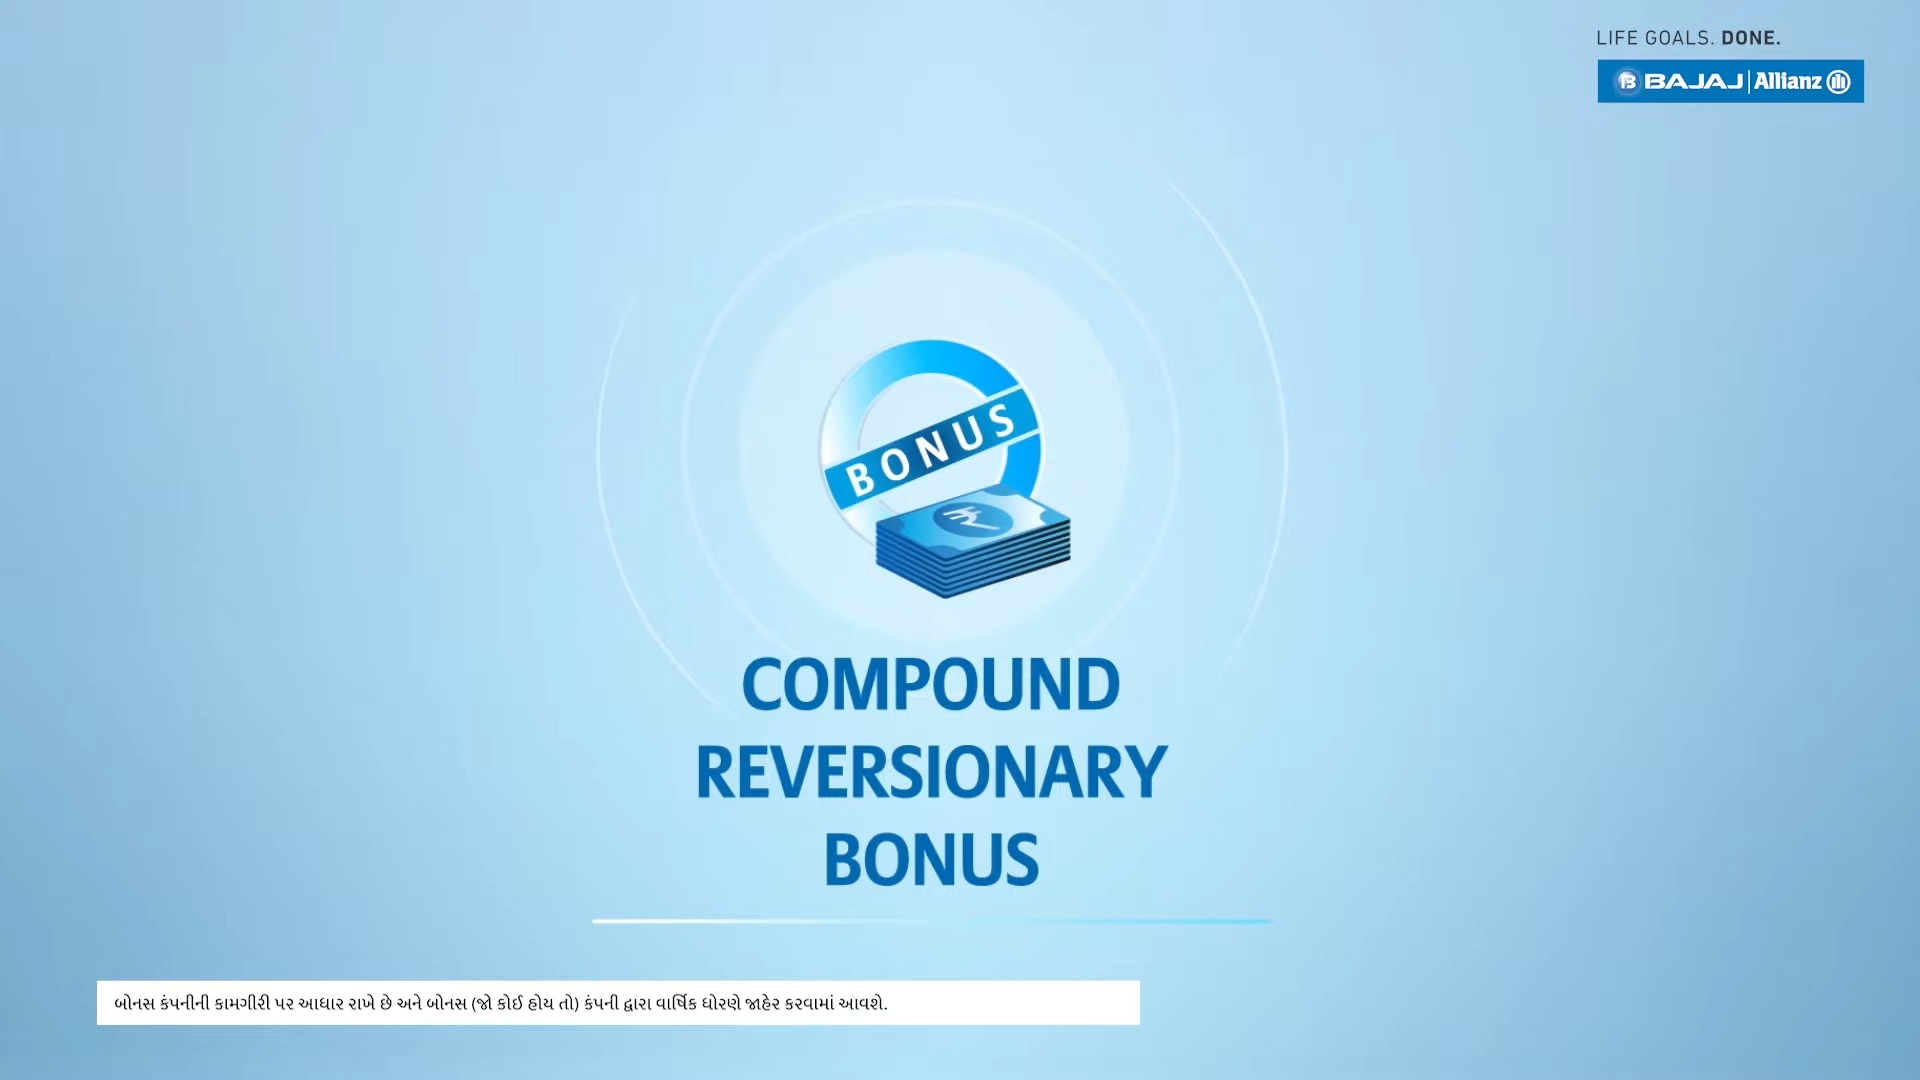 LIFE GOALS. DONE.
BAJAJ | Allianz
BONUS
₹
COMPOUND
REVERSIONARY
BONUS
બોનસ કંપનીની કામગીરી પર આધાર રાખે છે અને બોનસ (જો કોઈ હોય તો) કંપની દ્વારા વાર્ષિક ધોરણે જાહેર કરવામાં આવશે.